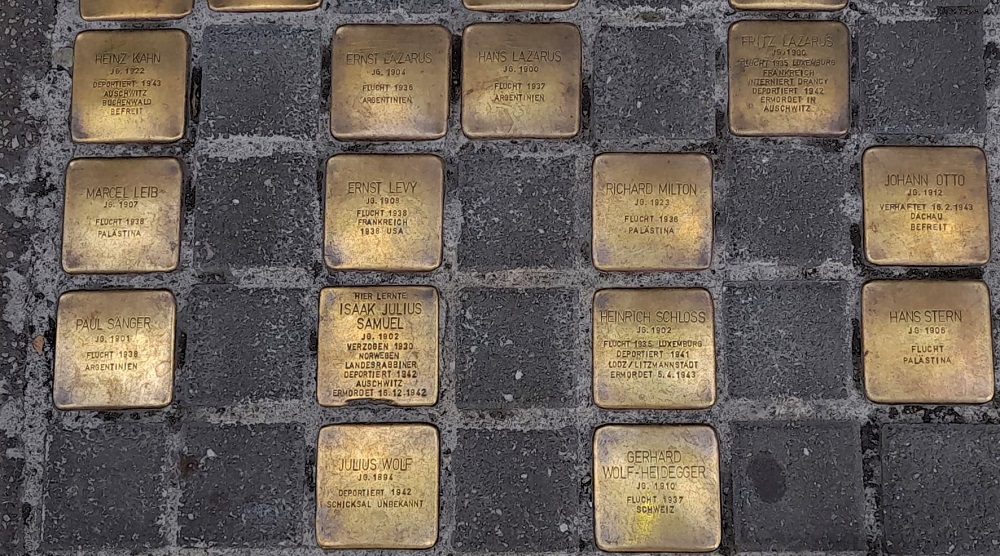 HEINZ KAHN
JG. 1922
DEPORTIERT 1943
AUSCHWITZ
BUCHENWALD
BEFREIT
ERNST LAZARUS
JG. 1904
FLUCHT 1936
ARGENTINIEN
HANS LAZARUS
JG. 1900
FLUCHT 1937
ARGENTINIEN
FRITZ LAZARUS
JG. 1900
FLUCHT 1935 LUXEMBURG
FRANKREICH
INTERNIERT DRANCY
DEPORTIERT 1942
ERMORDET IN
AUSCHWITZ
MARCEL LEIB
JG. 1907
FLUCHT 1938
PALÄSTINA
ERNST LEVY
JG. 1908
FLUCHT 1938
FRANKREICH
1938 USA
RICHARD MILTON
JG. 1923
FLUCHT 1936
PALÄSTINA
JOHANN OTTO
JG. 1912
VERHAFTET 16.2.1943
DACHAU
BEFREIT
PAUL SÄNGER
JG. 1901
FLUCHT 1938
ARGENTINIEN
HIER LERNTE
ISAAK JULIUS
SAMUEL
JG. 1902
VERZOGEN 1930
NORWEGEN
LANDESRABBINER
DEPORTIERT 1942
AUSCHWITZ
ERMORDET 16.12.1942
HEINRICH SCHLOSS
JG. 1902
FLUCHT 1935 LUXEMBURG
DEPORTIERT 1941
LODZ/LITZMANNSTADT
ERMORDET 5.4.1943
HANS STERN
JG. 1906
FLUCHT
PALÄSTINA
JULIUS WOLF
JG. 1894
DEPORTIERT 1942
SCHICKSAL UNBEKANNT
GERHARD
WOLF-HEIDEGGER
JG. 1910
FLUCHT 1937
SCHWEIZ